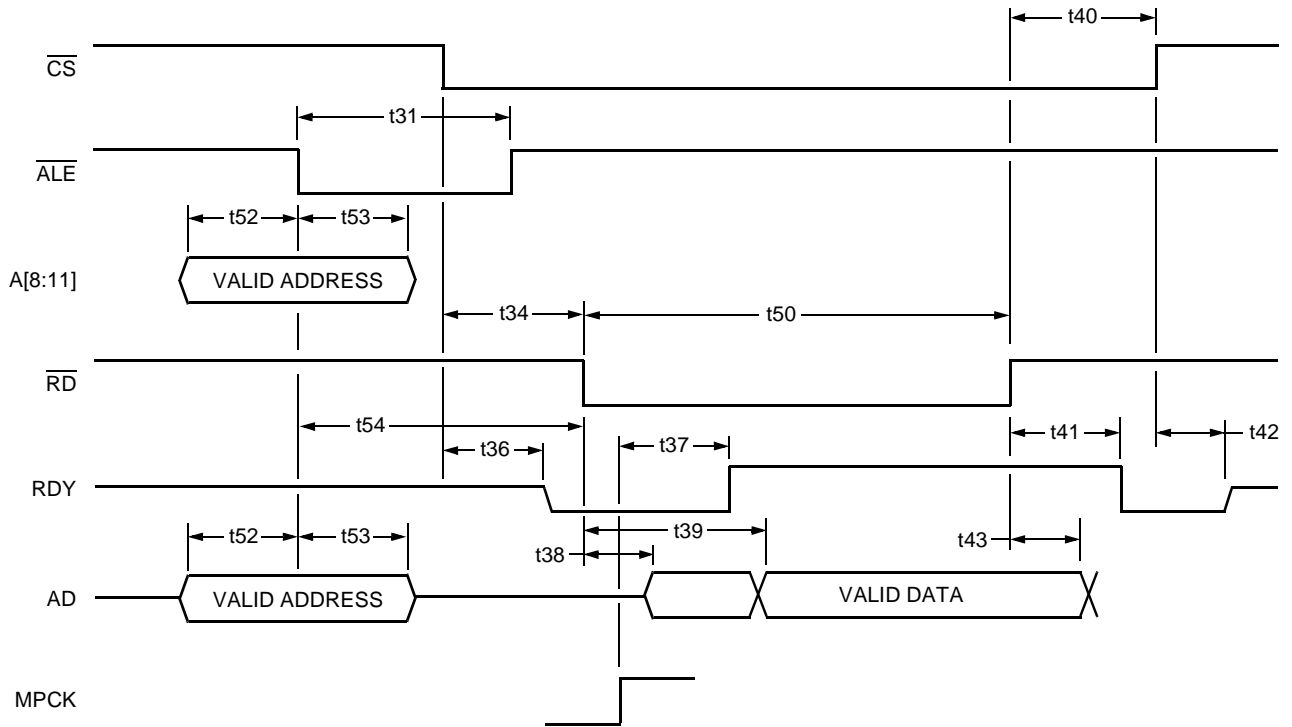 t40
CS
t31
ALE
t52 t53
A[8:11] VALID ADDRESS
t34 t50
RD
t54
t36 t37 t41 t42
RDY
t52 t53 t39
t38 t43
AD VALID ADDRESS VALID DATA
MPCK